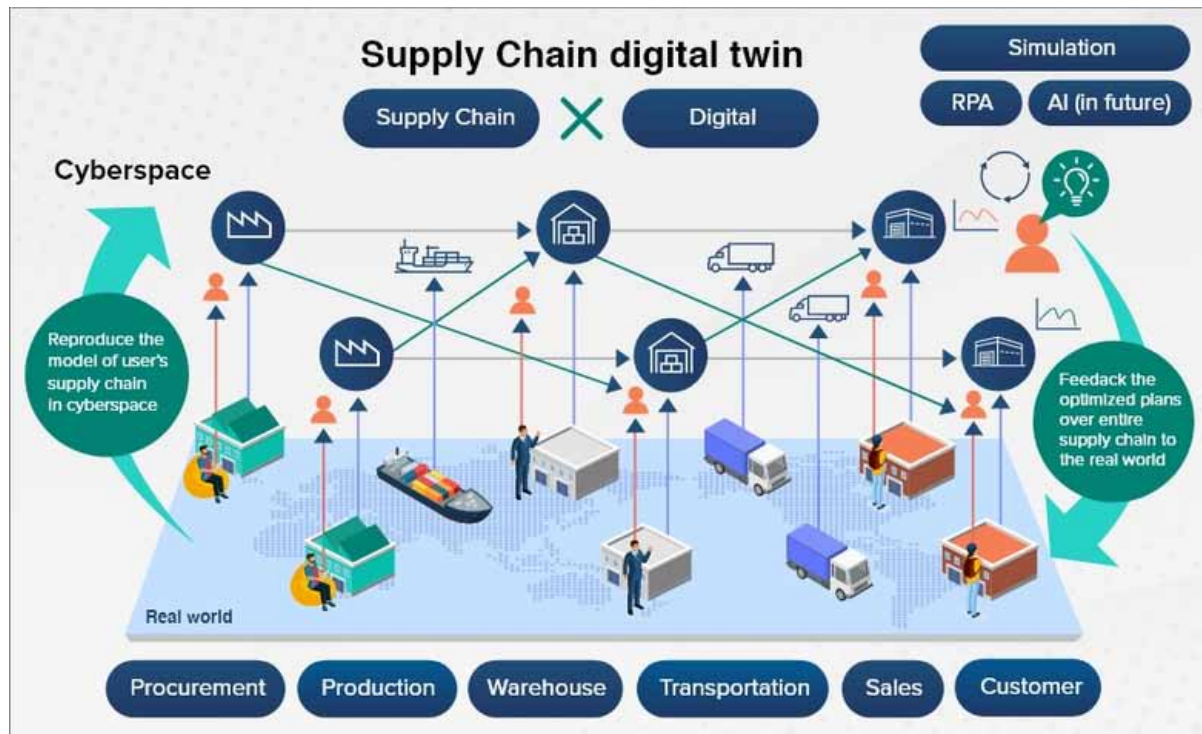 Supply Chain digital twin
Supply Chain
Digital
Simulation
RPA
AI (in future)
Cyberspace
Reproduce the
model of user's
supply chain
in cyberspace
Feedack the
optimized plans
over entire
supply chain to
the real world
Real world
Procurement
Production
Warehouse
Transportation
Sales
Customer